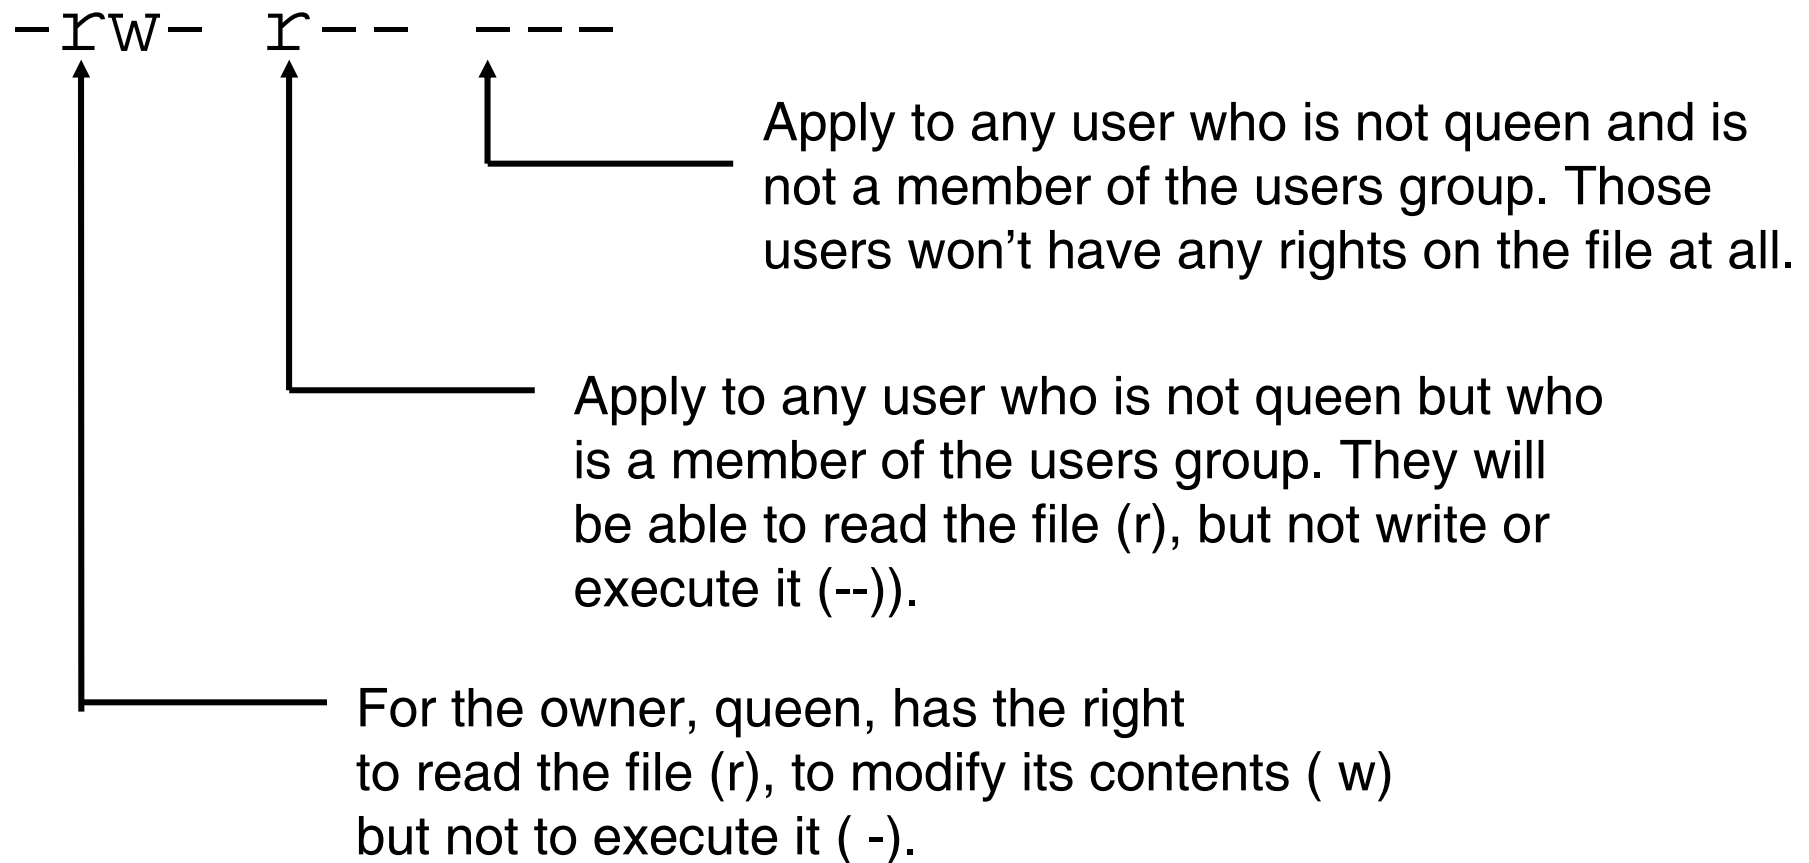 -rw- r-- ---
Apply to any user who is not queen and is
not a member of the users group. Those
users won’t have any rights on the file at all.
Apply to any user who is not queen but who
is a member of the users group. They will
be able to read the file (r), but not write or
execute it (--)).
For the owner, queen, has the right
to read the file (r), to modify its contents ( w)
but not to execute it ( -).